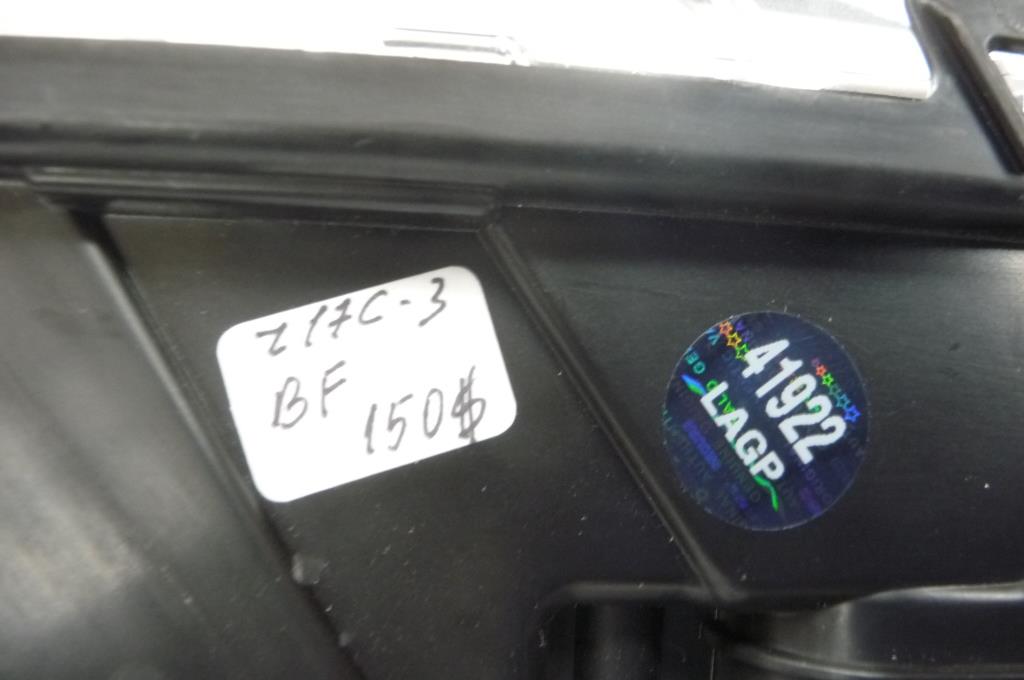 z17C-3
BF
150$
41922
LAGP